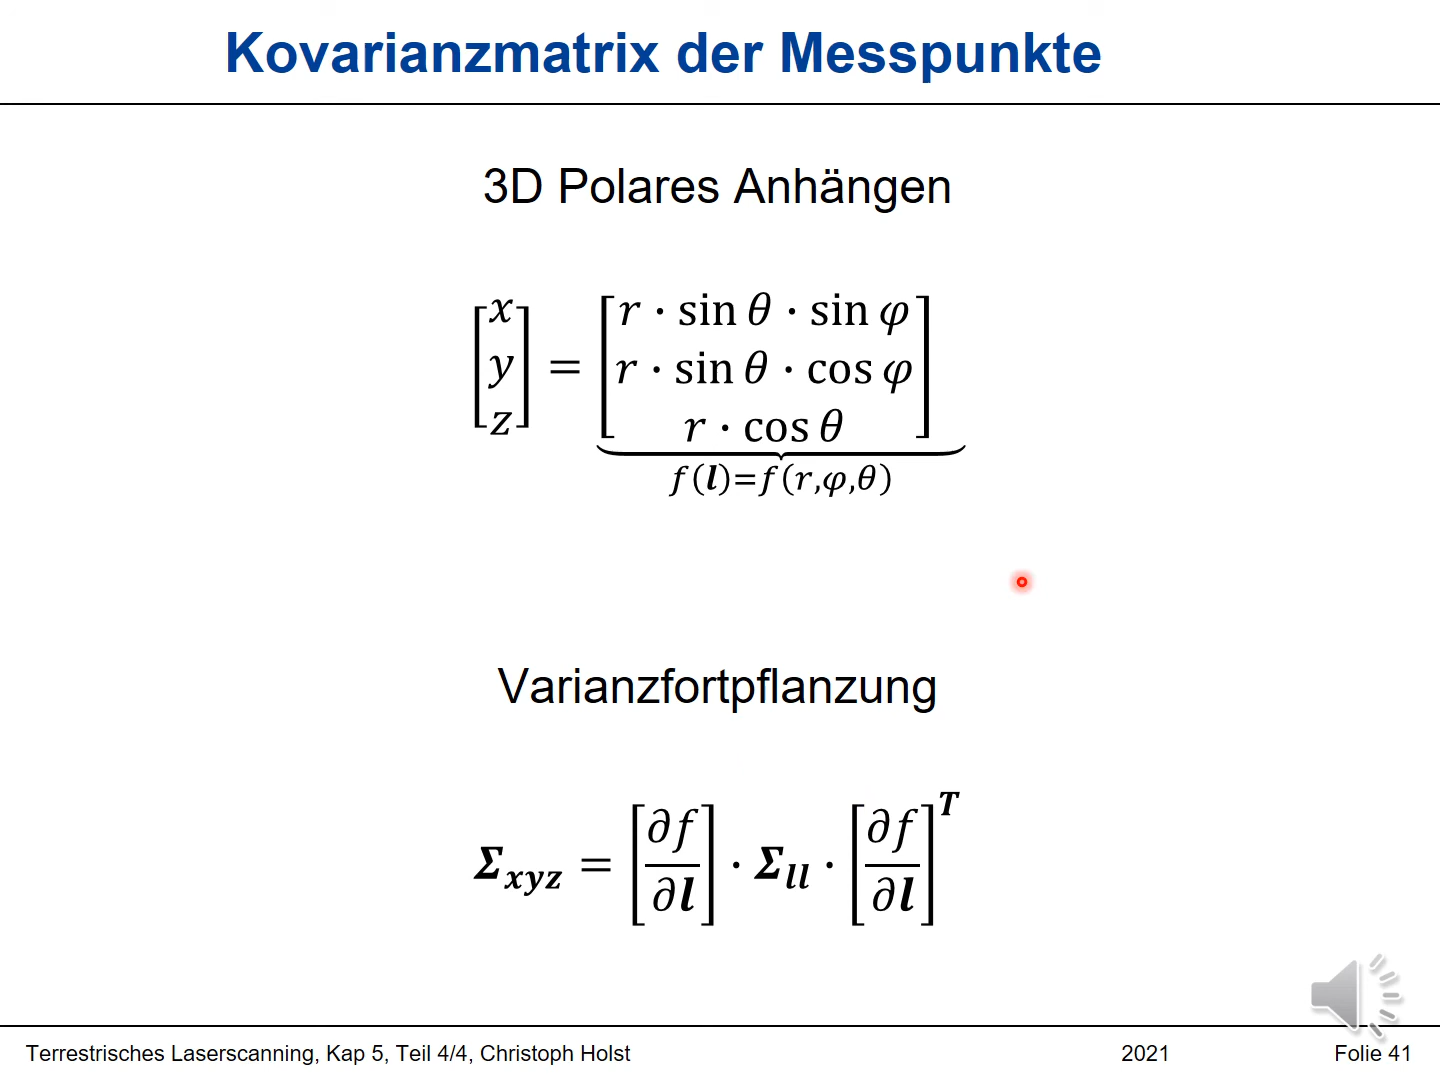 Kovarianzmatrix der Messpunkte
3D Polares Anhängen
[x y z] = [r · sin θ · sin φ
r · sin θ · cos φ
r · cos θ]
f(l)=f(r,φ,θ)
Varianzfortpflanzung
Σxyz = [∂f/∂l] · Σll · [∂f/∂l]^T
Terrestrisches Laserscanning, Kap 5, Teil 4/4, Christoph Holst 2021 Folie 41